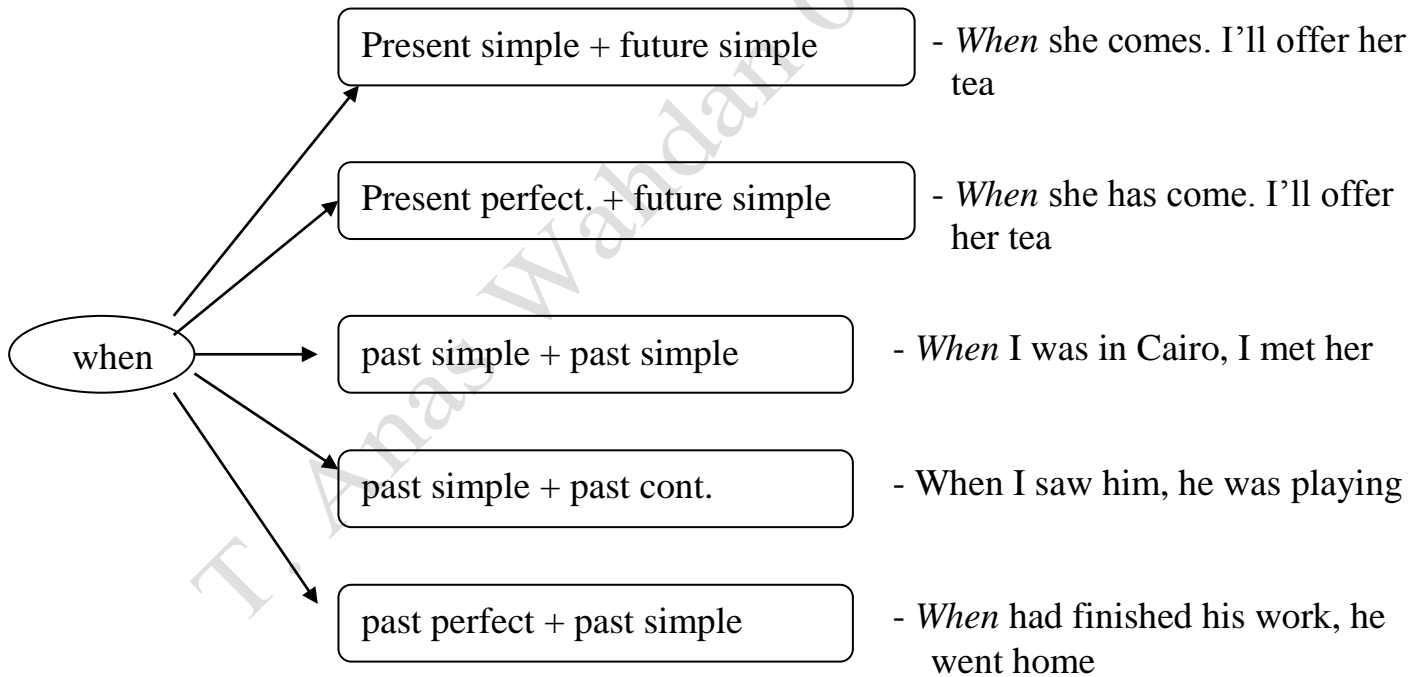 Present simple + future simple
- When she comes. I’ll offer her
tea
Present perfect. + future simple
- When she has come. I’ll offer
her tea
when
past simple + past simple
- When I was in Cairo, I met her
past simple + past cont.
- When I saw him, he was playing
past perfect + past simple
- When had finished his work, he
went home
T. Anas Wahdan